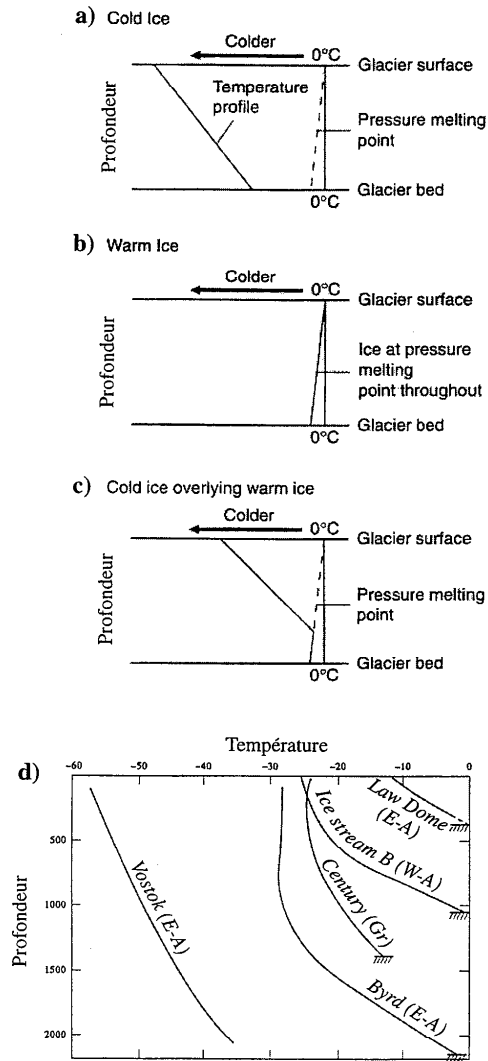 a) Cold Ice
Colder 0°C
Glacier surface
Temperature
profile
Profondeur
Pressure melting
point
Glacier bed
0°C
b) Warm Ice
Colder 0°C
Glacier surface
Profondeur
Ice at pressure
melting
point throughout
Glacier bed
0°C
c) Cold ice overlying warm ice
Colder 0°C
Glacier surface
Profondeur
Pressure melting
point
Glacier bed
0°C
Température
d)
-60 -50 -40 -30 -20 -10 0
Profondeur
500
1000
1500
2000
Vostok (E-A)
Law Dome
(E-A)
Ice stream B (W-A)
Century (Gr)
Byrd (E-A)